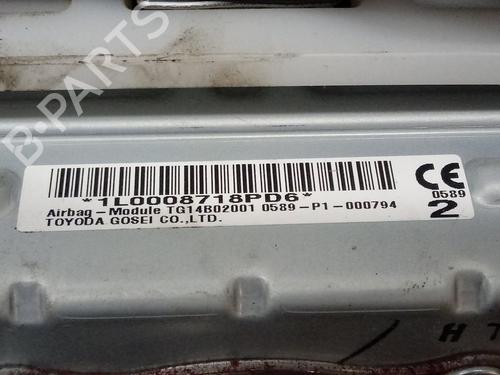 B-PARTS
*1L0008718PD6*
Airbag-Module TG14B02001 0589-P1-000794
TOYODA GOSEI CO.,LTD.
CE
0589
2
H